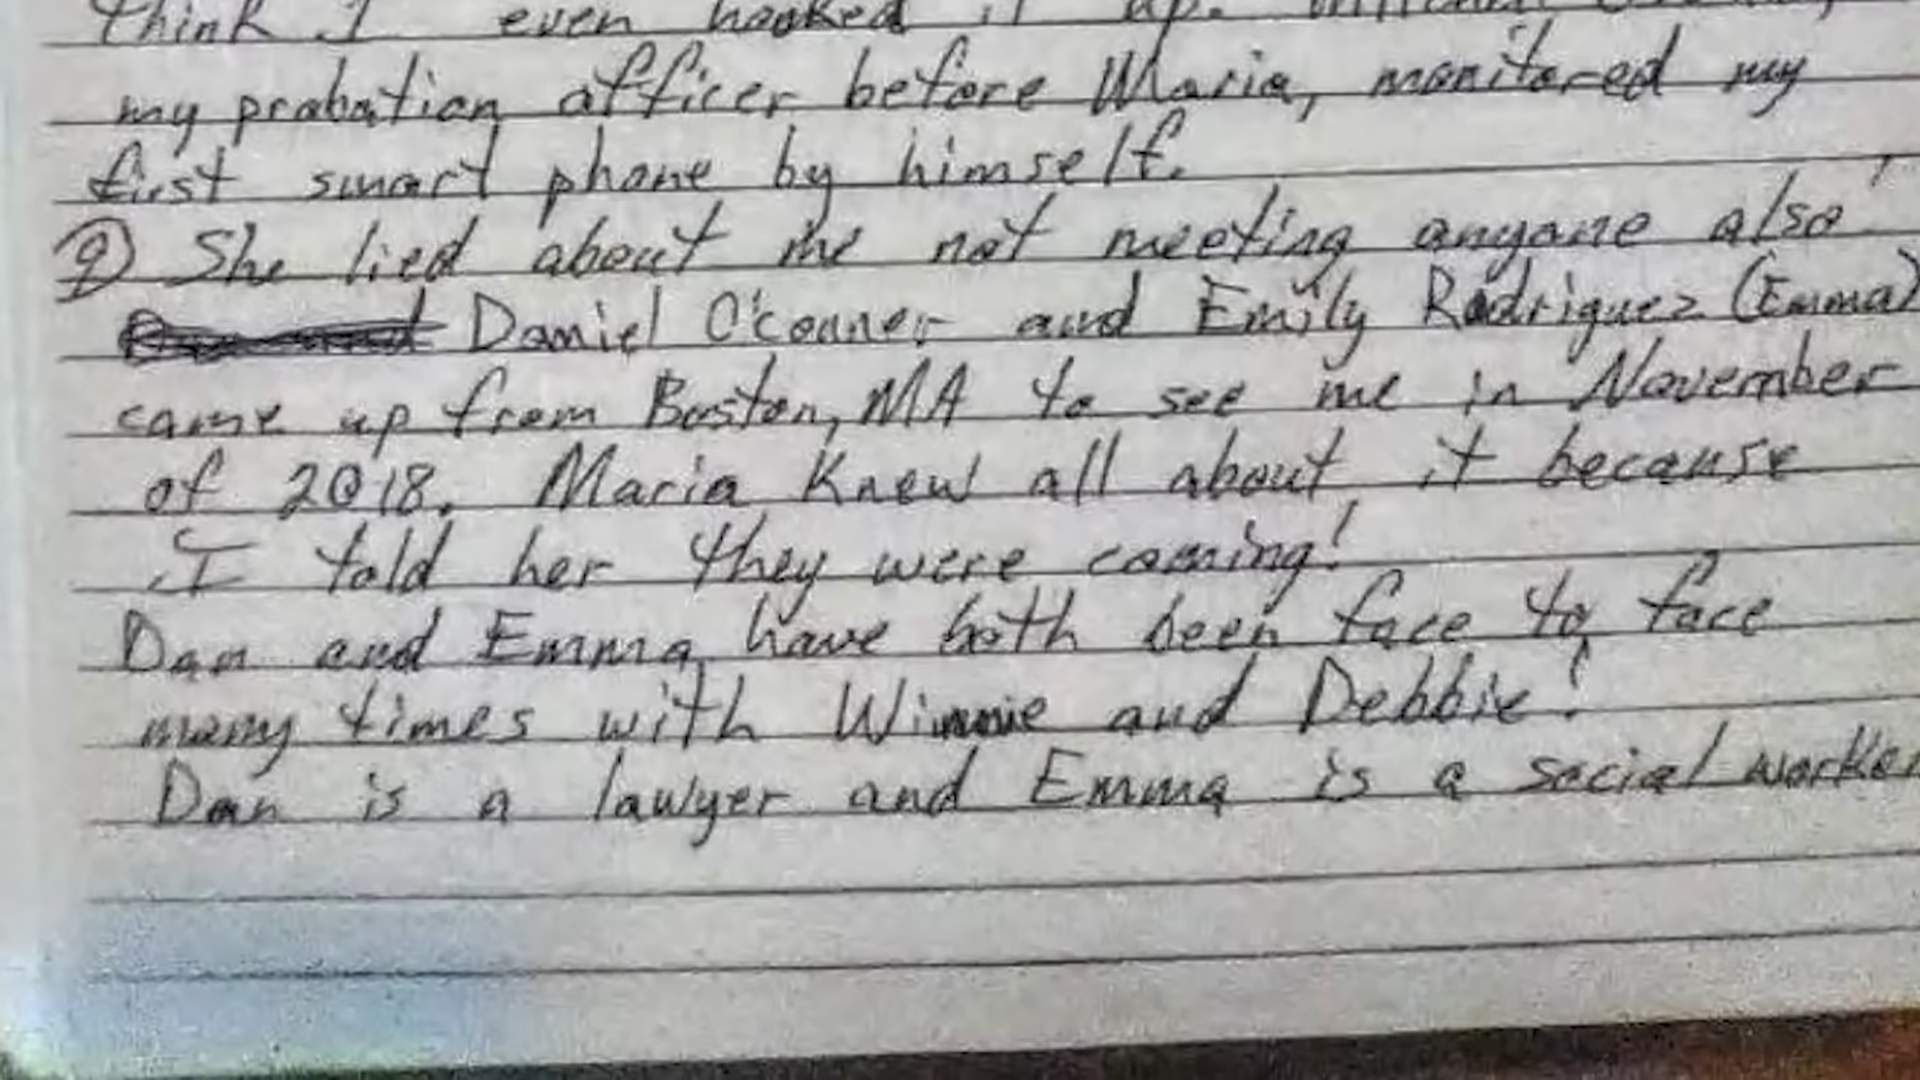 think I even hooked it up.
my probation officer before Maria, monitored my
first smart phone by himself.
9) She lied about me not meeting anyone also!
Daniel O'conner and Emily Rodriguez (Emma)
came up from Boston, MA to see me in November
of 2018. Maria knew all about it because
I told her they were coming!
Dan and Emma have both been face to face
many times with Winnie and Debbie!
Dan is a lawyer and Emma is a social worker